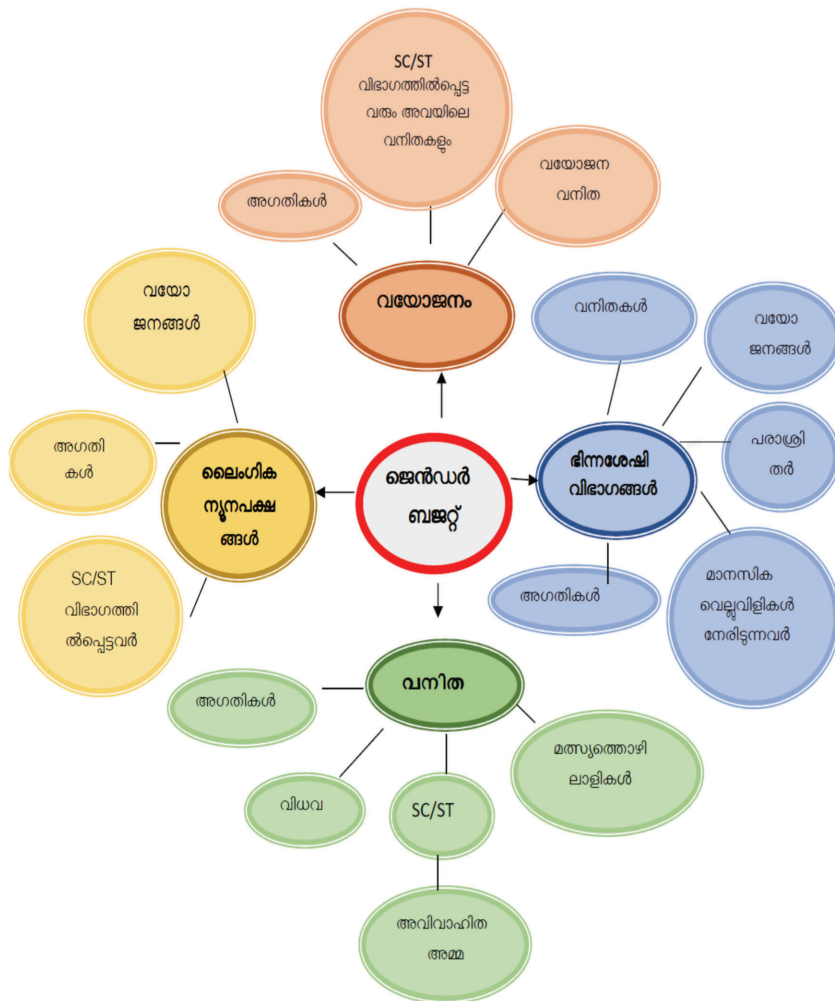 SC/ST
വിഭാഗത്തിൽപ്പെട്ട
വരും അവയിലെ
വനിതകളും
അഗതികൾ
വയോജന
വനിത
വയോജനം
വയോ
ജനങ്ങൾ
വനിതകൾ
വയോ
ജനങ്ങൾ
അഗതി
കൾ
ലൈംഗിക
ന്യൂനപക്ഷ
ങ്ങൾ
ജെൻഡർ
ബജറ്റ്
ഭിന്നശേഷി
വിഭാഗങ്ങൾ
പരാശ്രി
തർ
SC/ST
വിഭാഗത്തി
ൽപ്പെട്ടവർ
അഗതികൾ
മാനസിക
വെല്ലുവിളികൾ
നേരിടുന്നവർ
വനിത
അഗതികൾ
വിധവ
SC/ST
മത്സ്യത്തൊഴി
ലാളികൾ
അവിവാഹിത
അമ്മ